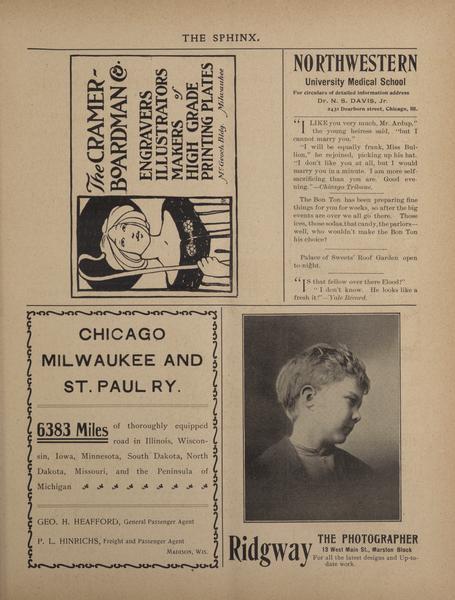 THE SPHINX.
The CRAMER-
BOARDMAN Co.
ENGRAVERS
ILLUSTRATORS
MAKERS of
HIGH GRADE
PRINTING PLATES
McGeoch Bldg Milwaukee
NORTHWESTERN
University Medical School
For circulars of detailed information address
Dr. N. S. DAVIS, Jr.
2431 Dearborn street, Chicago, Ill.
"I LIKE you very much, Mr. Ardup,"
the young heiress said, "but I
cannot marry you."
"I will be equally frank, Miss Bul-
lion," he rejoined, picking up his hat.
"I don't like you at all, but I would
marry you in a minute. I am more self-
sacrificing than you are. Good eve-
ning."—Chicago Tribune.
The Bon Ton has been preparing fine
things for you for weeks, so after the big
events are over we all go there. Those
ices, those sodas, that candy, the parlors—
well, who wouldn't make the Bon Ton
his choice?
Palace of Sweets' Roof Garden open
to-night.
"IS that fellow over there Elood?"
"I don't know. He looks like a
fresh it?"—Yale Record.
CHICAGO
MILWAUKEE AND
ST. PAUL RY.
6383 Miles of thoroughly equipped
road in Illinois, Wiscon-
sin, Iowa, Minnesota, South Dakota, North
Dakota, Missouri, and the Peninsula of
Michigan
GEO. H. HEAFFORD, General Passenger Agent
P. L. HINRICHS, Freight and Passenger Agent
MADISON, WIS.
Ridgway THE PHOTOGRAPHER
13 West Main St., Marston Block
For all the latest designs and Up-to-
date work.